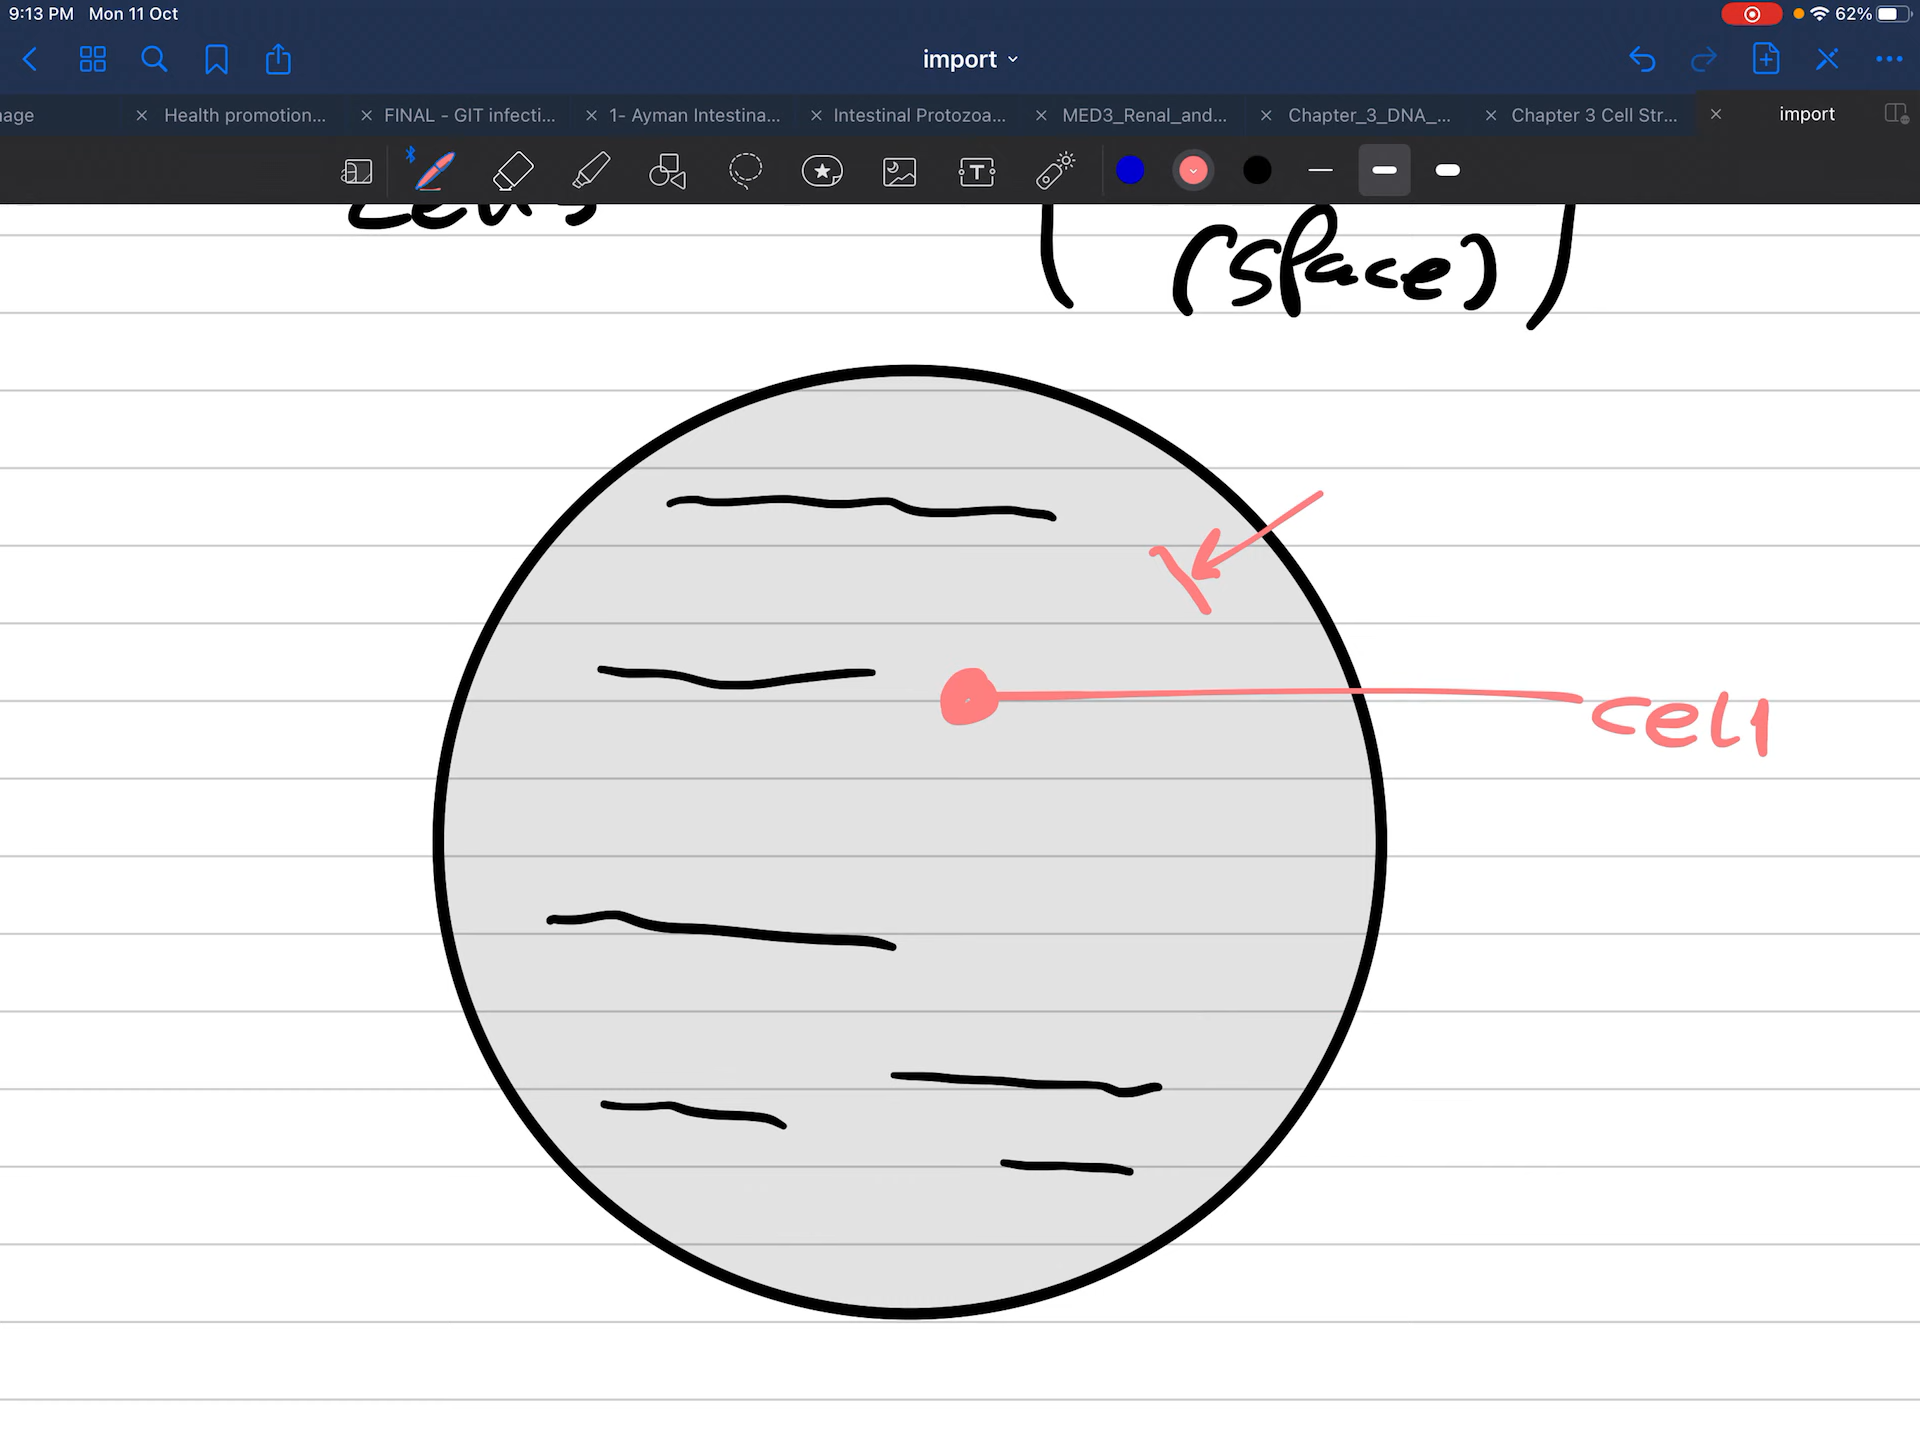 9:13 PM Mon 11 Oct
62%
import
age
Health promotion...
FINAL - GIT infecti...
1- Ayman Intestina...
Intestinal Protozoa...
MED3_Renal_and...
Chapter_3_DNA_...
Chapter 3 Cell Str...
import
T
(space)
cell